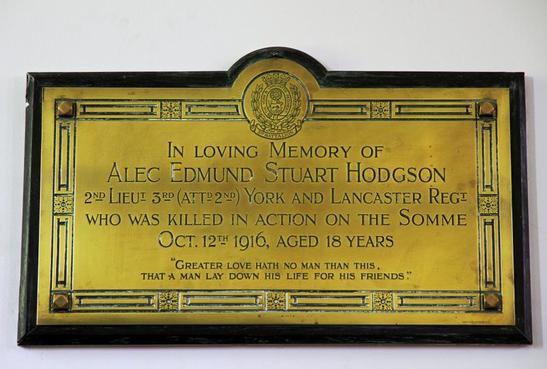 In loving Memory of
Alec Edmund Stuart Hodgson
2nd Lieut 3rd (attd 2nd) York and Lancaster Regt
who was killed in action on the Somme
Oct. 12th 1916, aged 18 years
"Greater love hath no man than this,
that a man lay down his life for his friends."